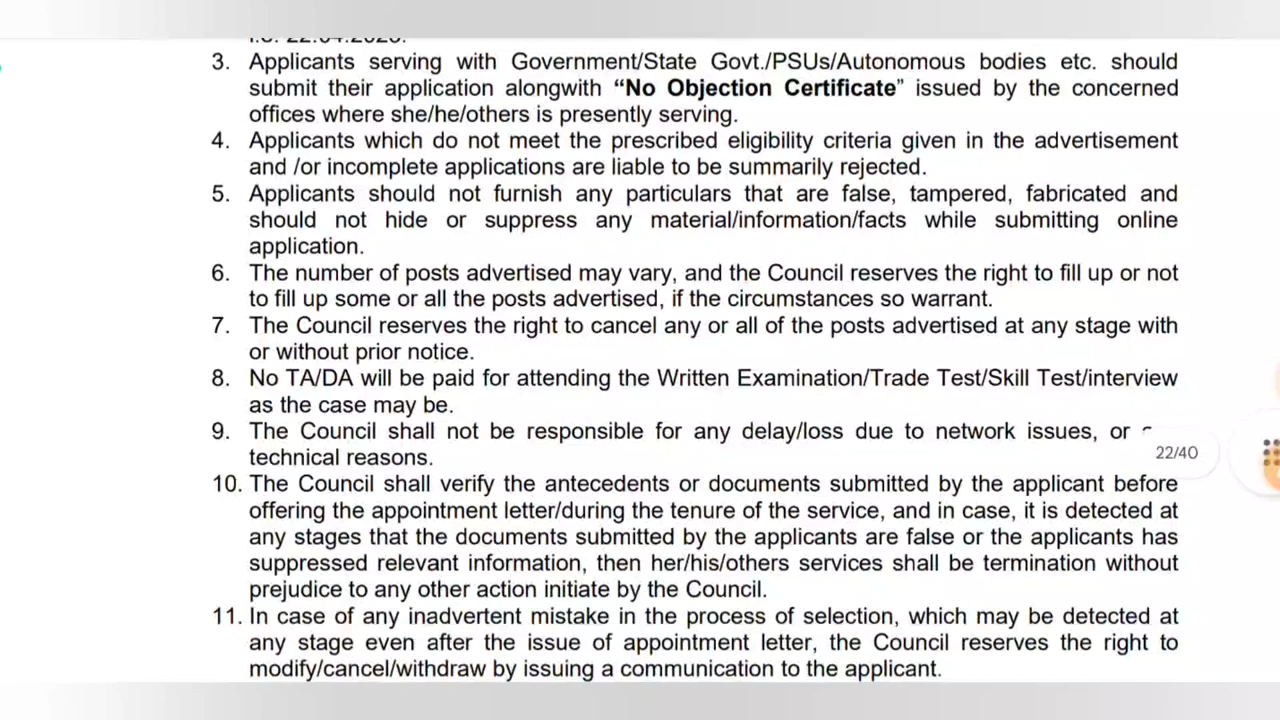 3. Applicants serving with Government/State Govt./PSUs/Autonomous bodies etc. should
submit their application alongwith “No Objection Certificate” issued by the concerned
offices where she/he/others is presently serving.
4. Applicants which do not meet the prescribed eligibility criteria given in the advertisement
and /or incomplete applications are liable to be summarily rejected.
5. Applicants should not furnish any particulars that are false, tampered, fabricated and
should not hide or suppress any material/information/facts while submitting online
application.
6. The number of posts advertised may vary, and the Council reserves the right to fill up or not
to fill up some or all the posts advertised, if the circumstances so warrant.
7. The Council reserves the right to cancel any or all of the posts advertised at any stage with
or without prior notice.
8. No TA/DA will be paid for attending the Written Examination/Trade Test/Skill Test/interview
as the case may be.
9. The Council shall not be responsible for any delay/loss due to network issues, or
22/40
technical reasons.
10. The Council shall verify the antecedents or documents submitted by the applicant before
offering the appointment letter/during the tenure of the service, and in case, it is detected at
any stages that the documents submitted by the applicants are false or the applicants has
suppressed relevant information, then her/his/others services shall be termination without
prejudice to any other action initiate by the Council.
11. In case of any inadvertent mistake in the process of selection, which may be detected at
any stage even after the issue of appointment letter, the Council reserves the right to
modify/cancel/withdraw by issuing a communication to the applicant.